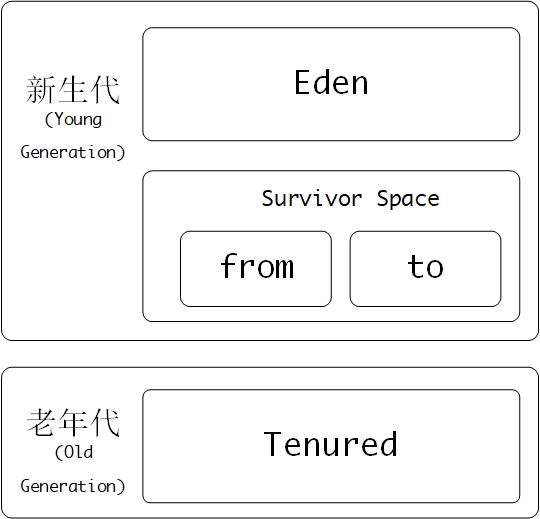 新生代
(Young
Generation)
Eden
Survivor Space
from
to
老年代
(Old
Generation)
Tenured